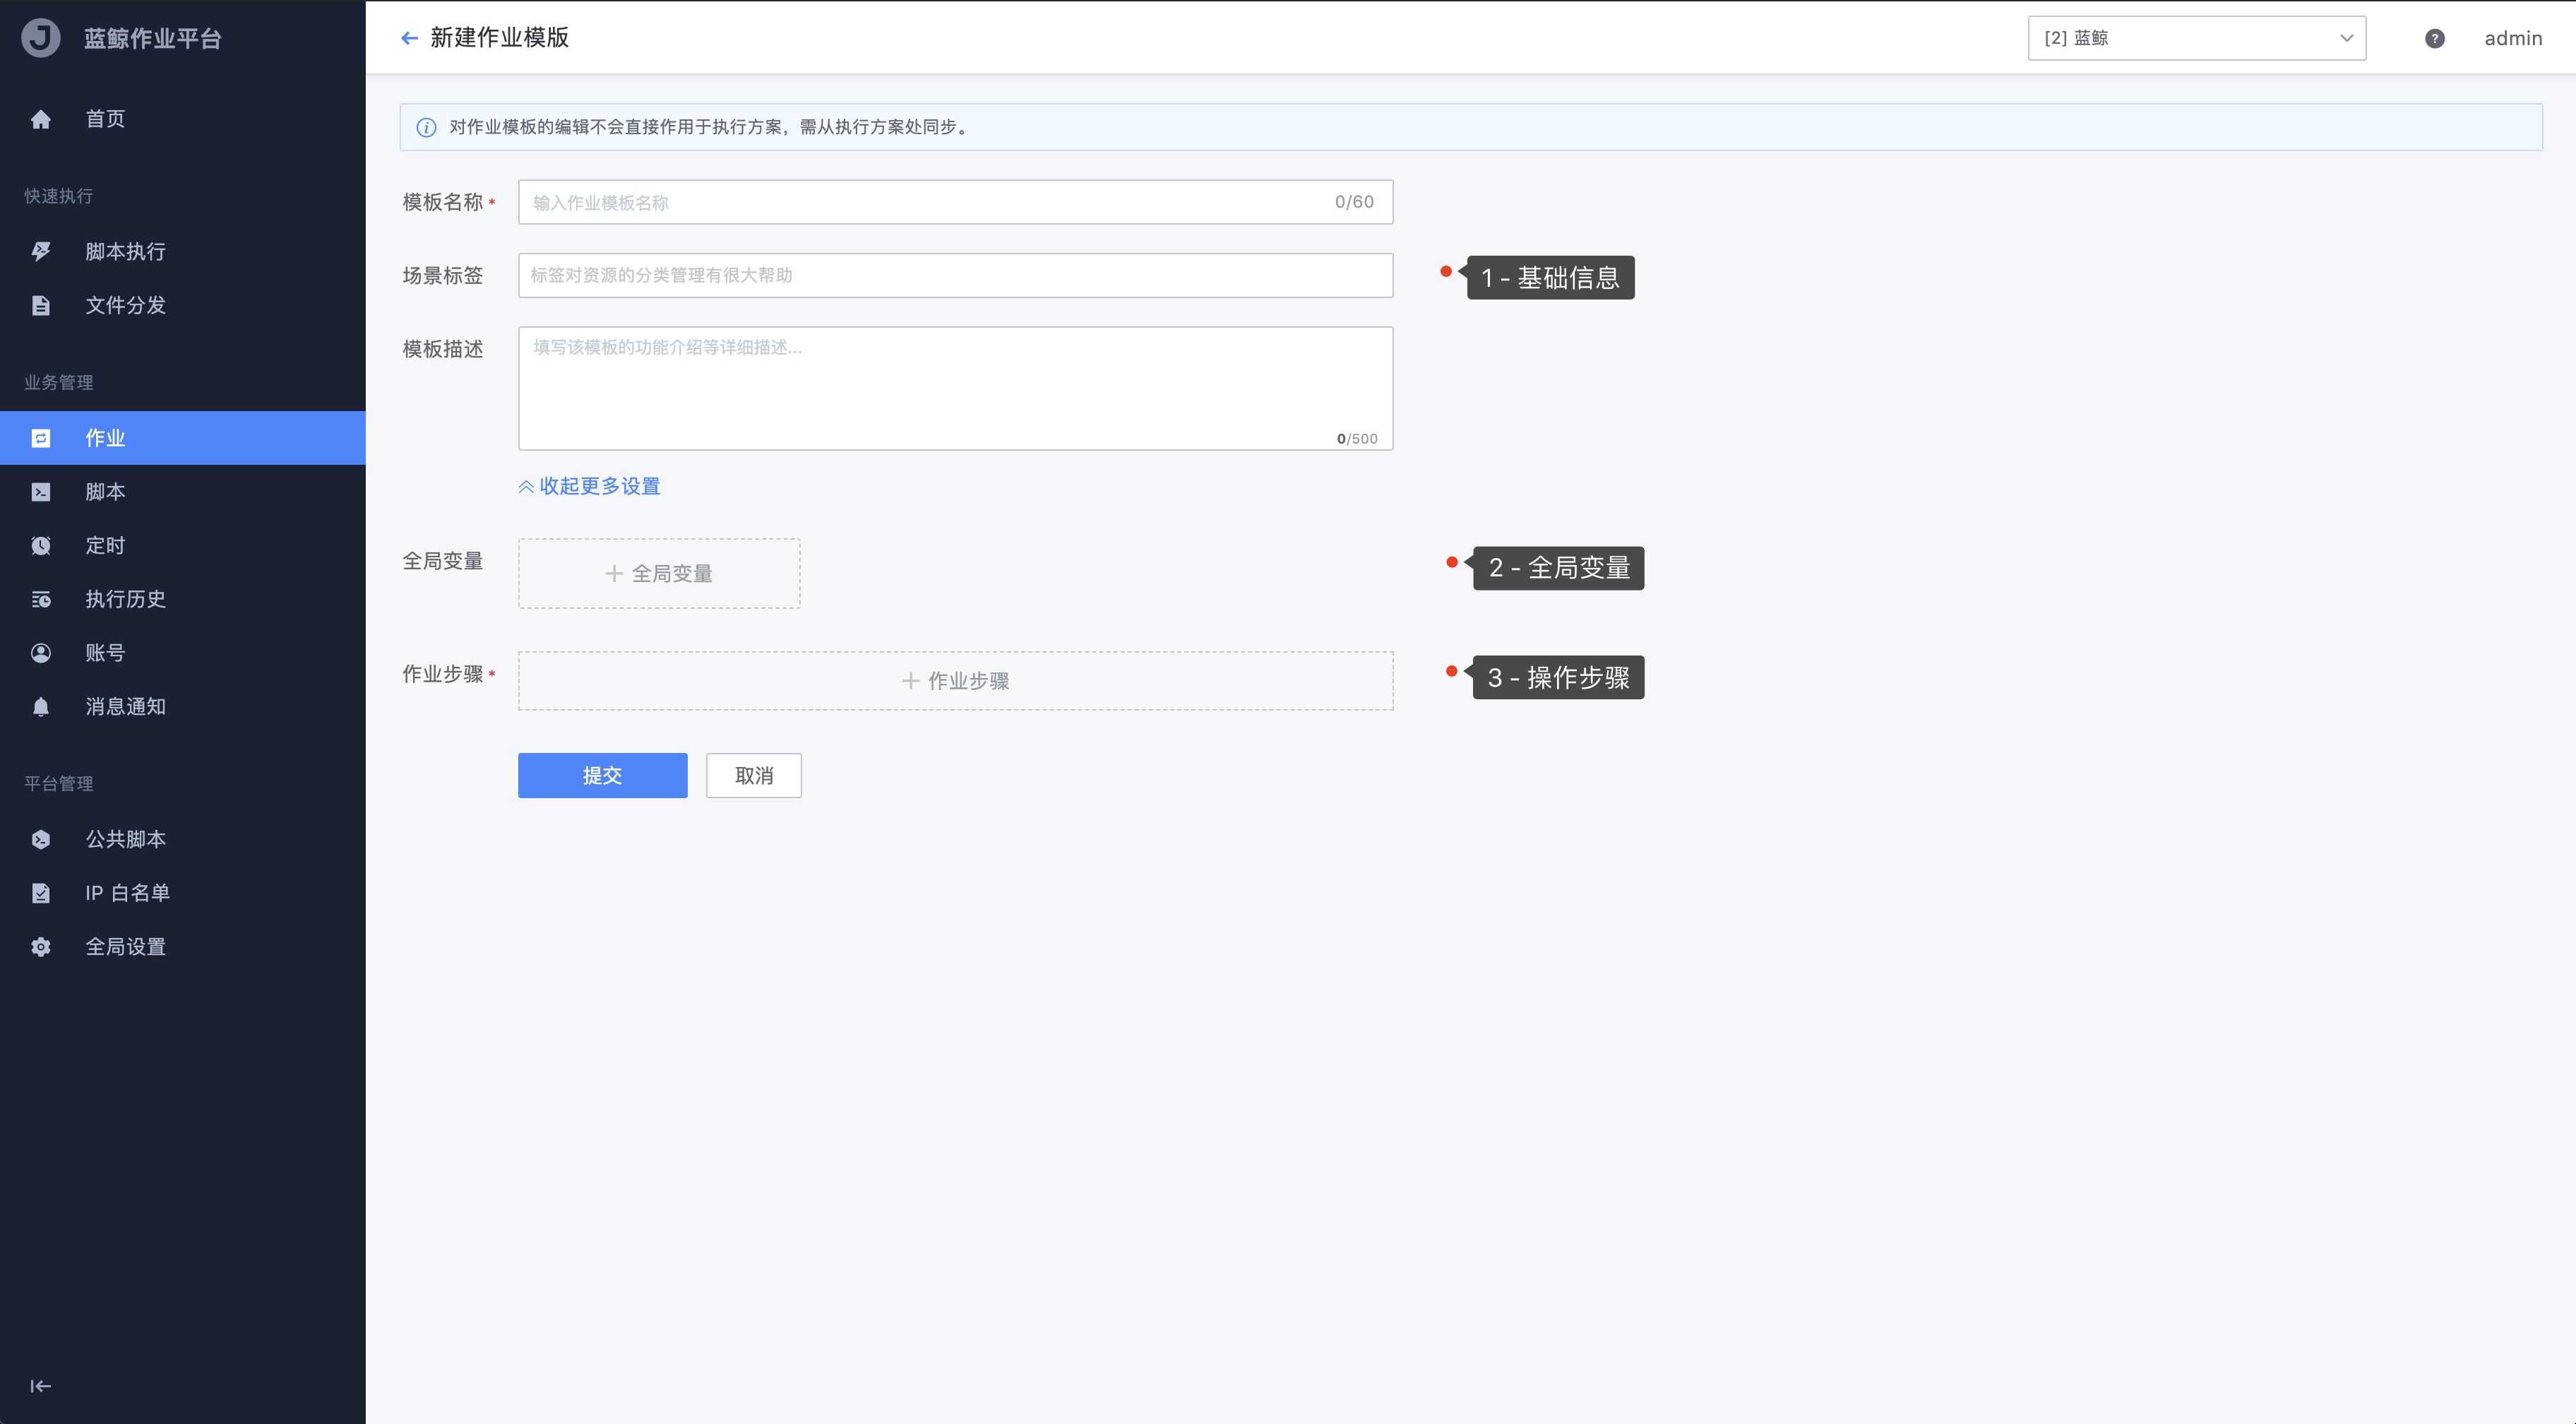 蓝鲸作业平台
首页
快速执行
脚本执行
文件分发
业务管理
作业
脚本
定时
执行历史
账号
消息通知
平台管理
公共脚本
IP 白名单
全局设置
新建作业模版
[2] 蓝鲸
admin
对作业模板的编辑不会直接作用于执行方案，需从执行方案处同步。
模板名称 *
输入作业模板名称 0/60
场景标签
标签对资源的分类管理有很大帮助
1 - 基础信息
模板描述
填写该模板的功能介绍等详细描述...
0/500
收起更多设置
全局变量
+ 全局变量
2 - 全局变量
作业步骤 *
+ 作业步骤
3 - 操作步骤
提交
取消